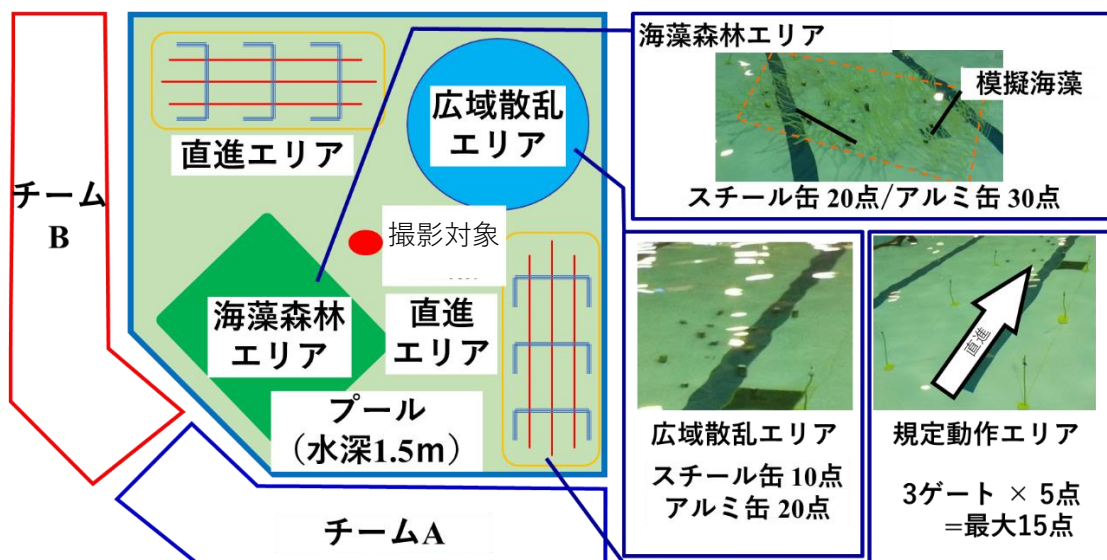 直進エリア
広域散乱
エリア
チーム
B
撮影対象
海藻森林
エリア
直進
エリア
プール
（水深1.5m）
チームA
海藻森林エリア
模擬海藻
スチール缶 20点/アルミ缶 30点
広域散乱エリア
スチール缶 10点
アルミ缶 20点
直進
規定動作エリア
3ゲート × 5点
=最大15点